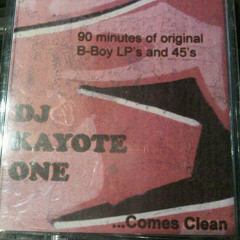 90 minutes of original
B-Boy LP's and 45's
DJ
KAYOTE
ONE
...Comes Clean